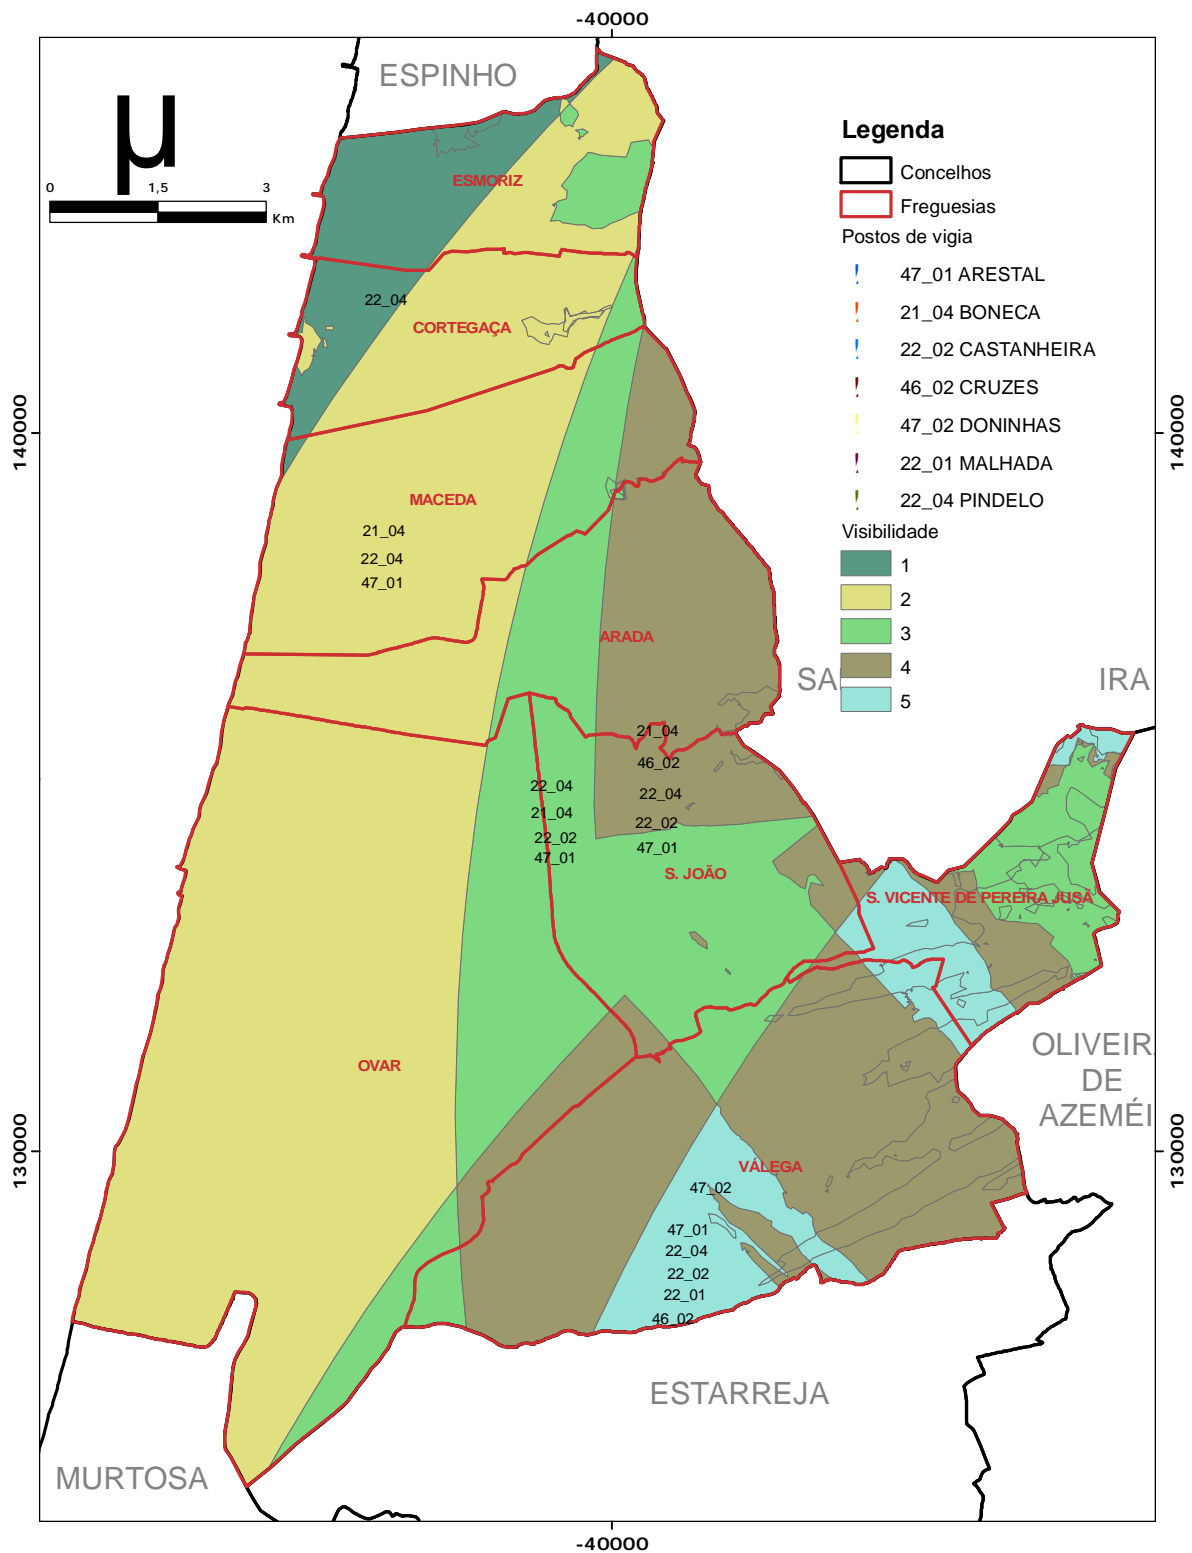 -40000
ESPINHO
µ
0 1,5 3
Km
Legenda
Concelhos
Freguesias
Postos de vigia
47_01 ARESTAL
21_04 BONECA
22_02 CASTANHEIRA
46_02 CRUZES
47_02 DONINHAS
22_01 MALHADA
22_04 PINDELO
Visibilidade
1
2
3
4
5
ESMORIZ
22_04
CORTEGAÇA
140000
140000
MACEDA
21_04
22_04
47_01
ARADA
SA
IRA
21_04
46_02
22_04
22_02
47_01
22_04
21_04
22_02
47_01
S. JOÃO
S. VICENTE DE PEREIRA JUSÃ
OVAR
OLIVEIR
DE
AZEMÉI
130000
130000
VÁLEGA
47_02
47_01
22_04
22_02
22_01
46_02
ESTARREJA
MURTOSA
-40000